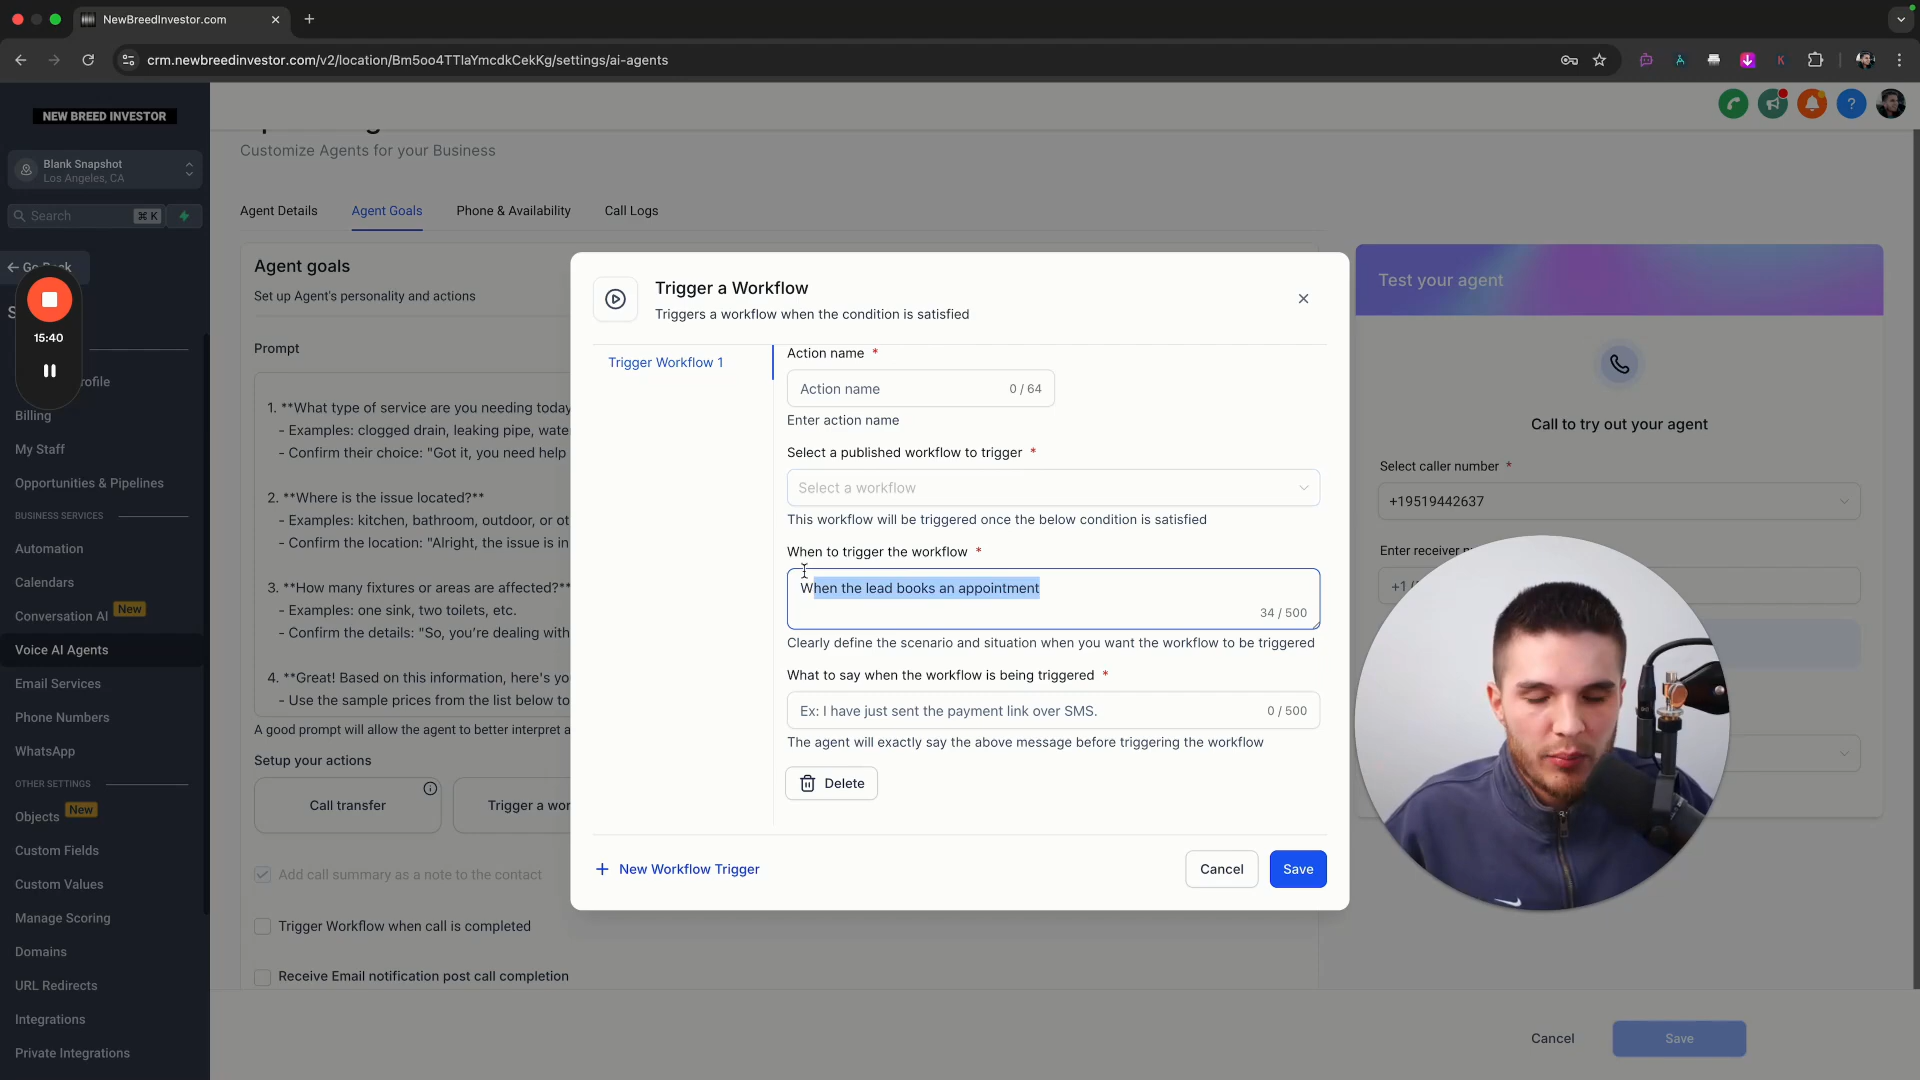 NewBreedInvestor.com
crm.newbreedinvestor.com/v2/location/Bm5oo4TTlaYmcdkCekKg/settings/ai-agents
NEW BREED INVESTOR
Blank Snapshot
Los Angeles, CA
Search
⌘ K
Go Back
15:40
Billing
My Staff
Opportunities & Pipelines
BUSINESS SERVICES
Automation
Calendars
Conversation AI New
Voice AI Agents
Email Services
Phone Numbers
WhatsApp
OTHER SETTINGS
Objects New
Custom Fields
Custom Values
Manage Scoring
Domains
URL Redirects
Integrations
Private Integrations
Customize Agents for your Business
Agent Details
Agent Goals
Phone & Availability
Call Logs
Agent goals
Set up Agent's personality and actions
Prompt
1. **What type of service are you needing today
- Examples: clogged drain, leaking pipe, wate
- Confirm their choice: "Got it, you need help
2. **Where is the issue located?**
- Examples: kitchen, bathroom, outdoor, or ot
- Confirm the location: "Alright, the issue is in
3. **How many fixtures or areas are affected?**
- Examples: one sink, two toilets, etc.
- Confirm the details: "So, you're dealing with
4. **Great! Based on this information, here's yo
- Use the sample prices from the list below to
A good prompt will allow the agent to better interpret a
Setup your actions
Call transfer
Trigger a wor
Add call summary as a note to the contact
Trigger Workflow when call is completed
Receive Email notification post call completion
Trigger a Workflow
Triggers a workflow when the condition is satisfied
Trigger Workflow 1
Action name *
Action name 0 / 64
Enter action name
Select a published workflow to trigger *
Select a workflow
This workflow will be triggered once the below condition is satisfied
When to trigger the workflow *
When the lead books an appointment
34 / 500
Clearly define the scenario and situation when you want the workflow to be triggered
What to say when the workflow is being triggered *
Ex: I have just sent the payment link over SMS. 0 / 500
The agent will exactly say the above message before triggering the workflow
Delete
+ New Workflow Trigger
Cancel
Save
Test your agent
Call to try out your agent
Select caller number *
+19519442637
Enter receiver n
+1
Cancel
Save